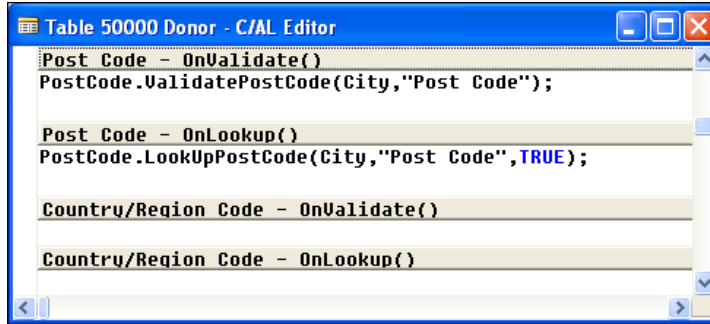 Table 50000 Donor - C/AL Editor
Post Code - OnValidate()
PostCode.ValidatePostCode(City,"Post Code");
Post Code - OnLookup()
PostCode.LookUpPostCode(City,"Post Code",TRUE);
Country/Region Code - OnValidate()
Country/Region Code - OnLookup()